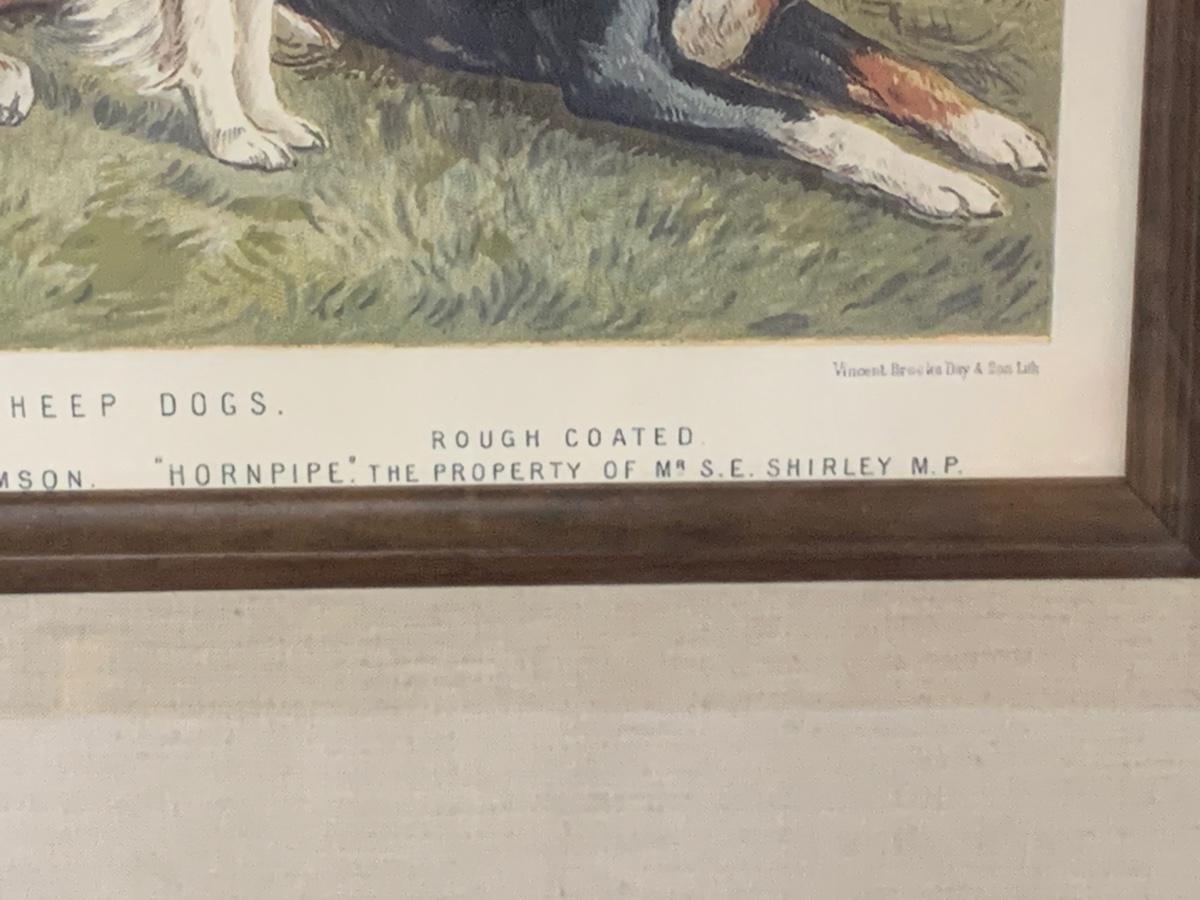 Vincent Brooks Day & Son Lith
HEEP DOGS.
ROUGH COATED.
MSON. "HORNPIPE". THE PROPERTY OF Mᴿ S.E. SHIRLEY M.P.